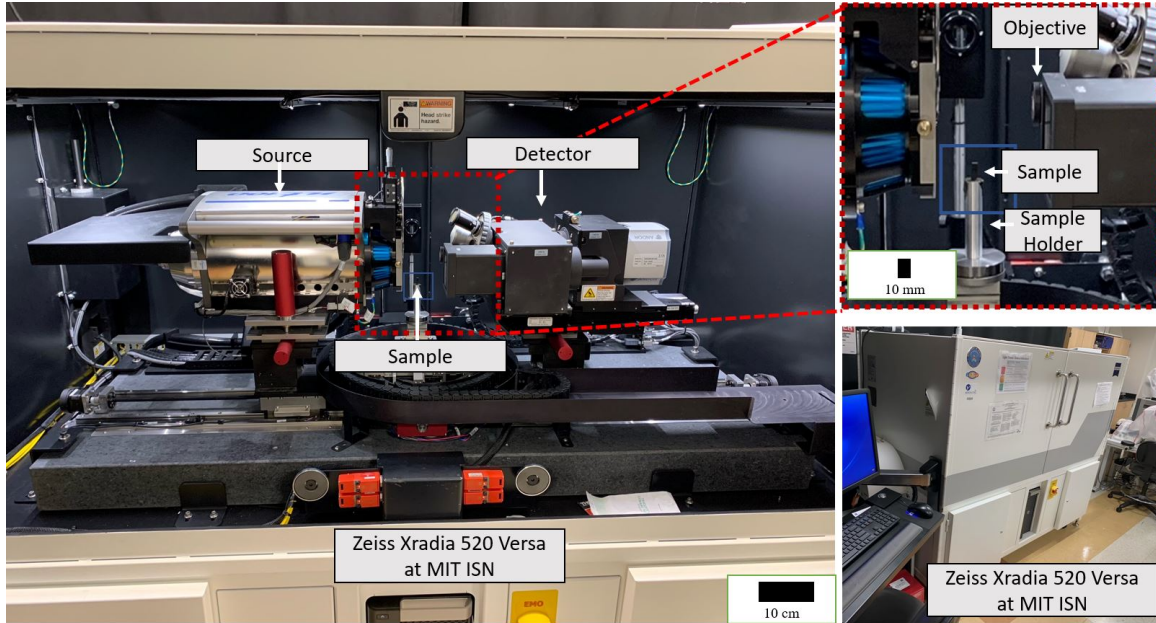 Head strike
hazard.
Source
Detector
Sample
Zeiss Xradia 520 Versa
at MIT ISN
EMO
10 cm
Objective
Sample
Sample
Holder
10 mm
Zeiss Xradia 520 Versa
at MIT ISN